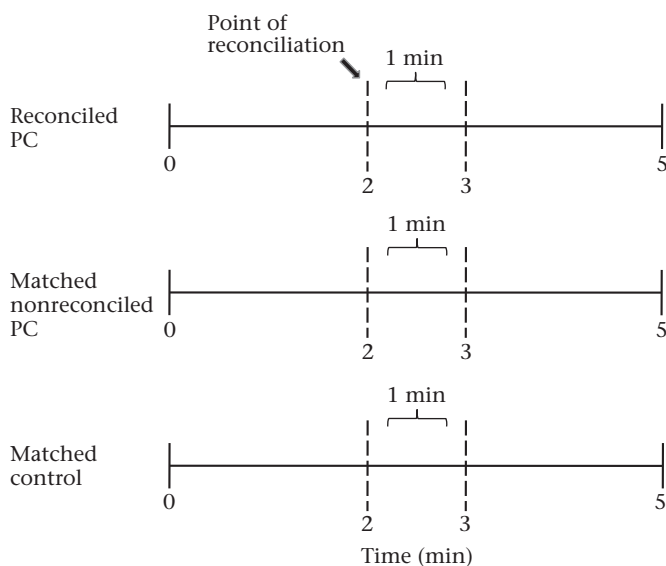 Point of
reconciliation
1 min
Reconciled
PC
0
2
3
5
1 min
Matched
nonreconciled
PC
0
2
3
5
1 min
Matched
control
0
2
3
5
Time (min)